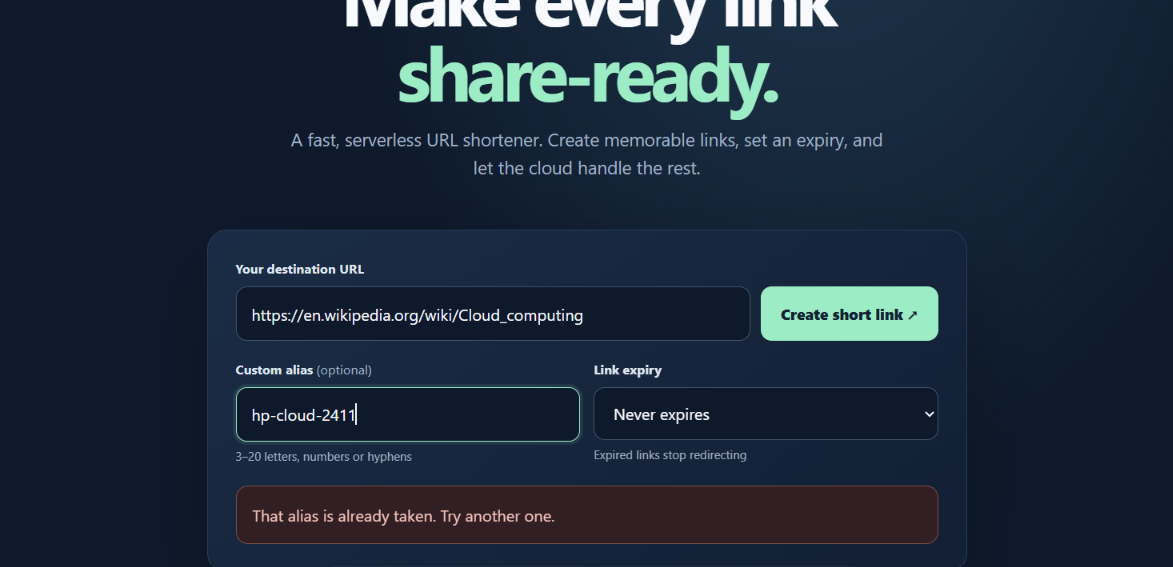 Make every link
share-ready.
A fast, serverless URL shortener. Create memorable links, set an expiry, and
let the cloud handle the rest.
Your destination URL
https://en.wikipedia.org/wiki/Cloud_computing
Create short link ↗
Custom alias (optional)
Link expiry
hp-cloud-2411
Never expires
3–20 letters, numbers or hyphens
Expired links stop redirecting
That alias is already taken. Try another one.